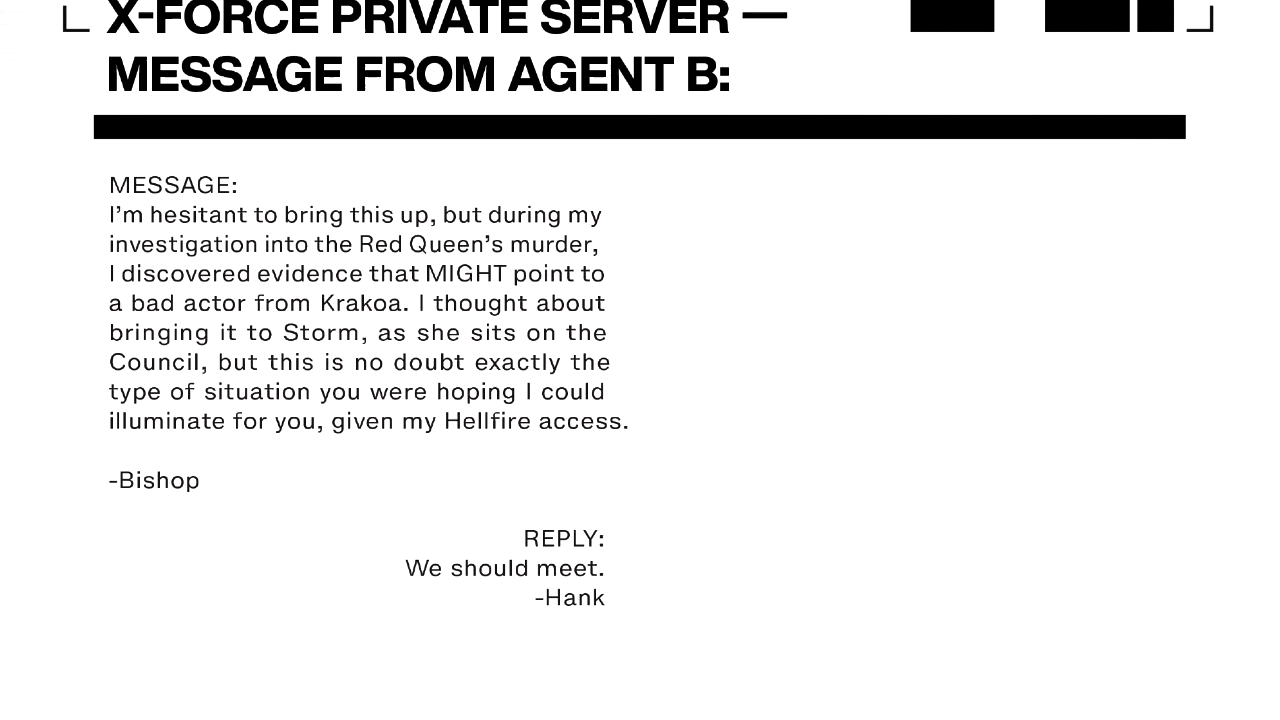 X-FORCE PRIVATE SERVER —
MESSAGE FROM AGENT B:
MESSAGE:
I’m hesitant to bring this up, but during my
investigation into the Red Queen’s murder,
I discovered evidence that MIGHT point to
a bad actor from Krakoa. I thought about
bringing it to Storm, as she sits on the
Council, but this is no doubt exactly the
type of situation you were hoping I could
illuminate for you, given my Hellfire access.
-Bishop
REPLY:
We should meet.
-Hank